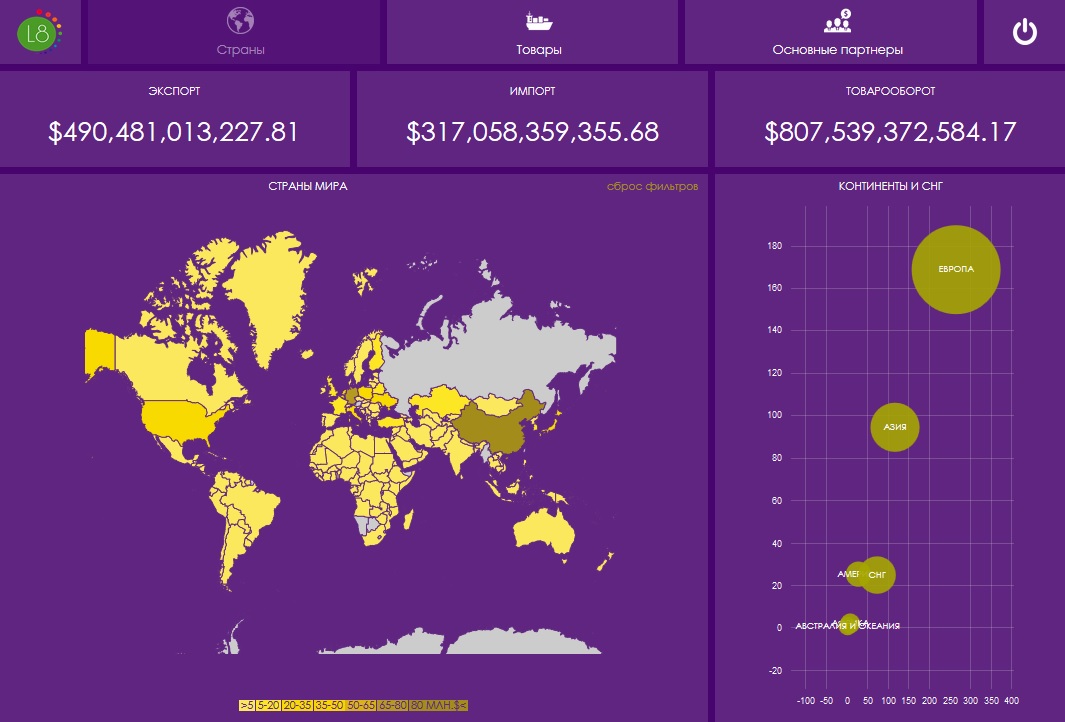 L8
Страны
Товары
$
Основные партнеры
ЭКСПОРТ
$490,481,013,227.81
ИМПОРТ
$317,058,359,355.68
ТОВАРООБОРОТ
$807,539,372,584.17
СТРАНЫ МИРА
сброс фильтров
>5|5-20|20-35|35-50|50-65|65-80|80 МЛН.$<
КОНТИНЕНТЫ И СНГ
180
160
140
120
100
80
60
40
20
0
-20
ЕВРОПА
АЗИЯ
СНГ
АВСТРАЛИЯ И ОКЕАНИЯ
-100 -50 0 50 100 150 200 250 300 350 400